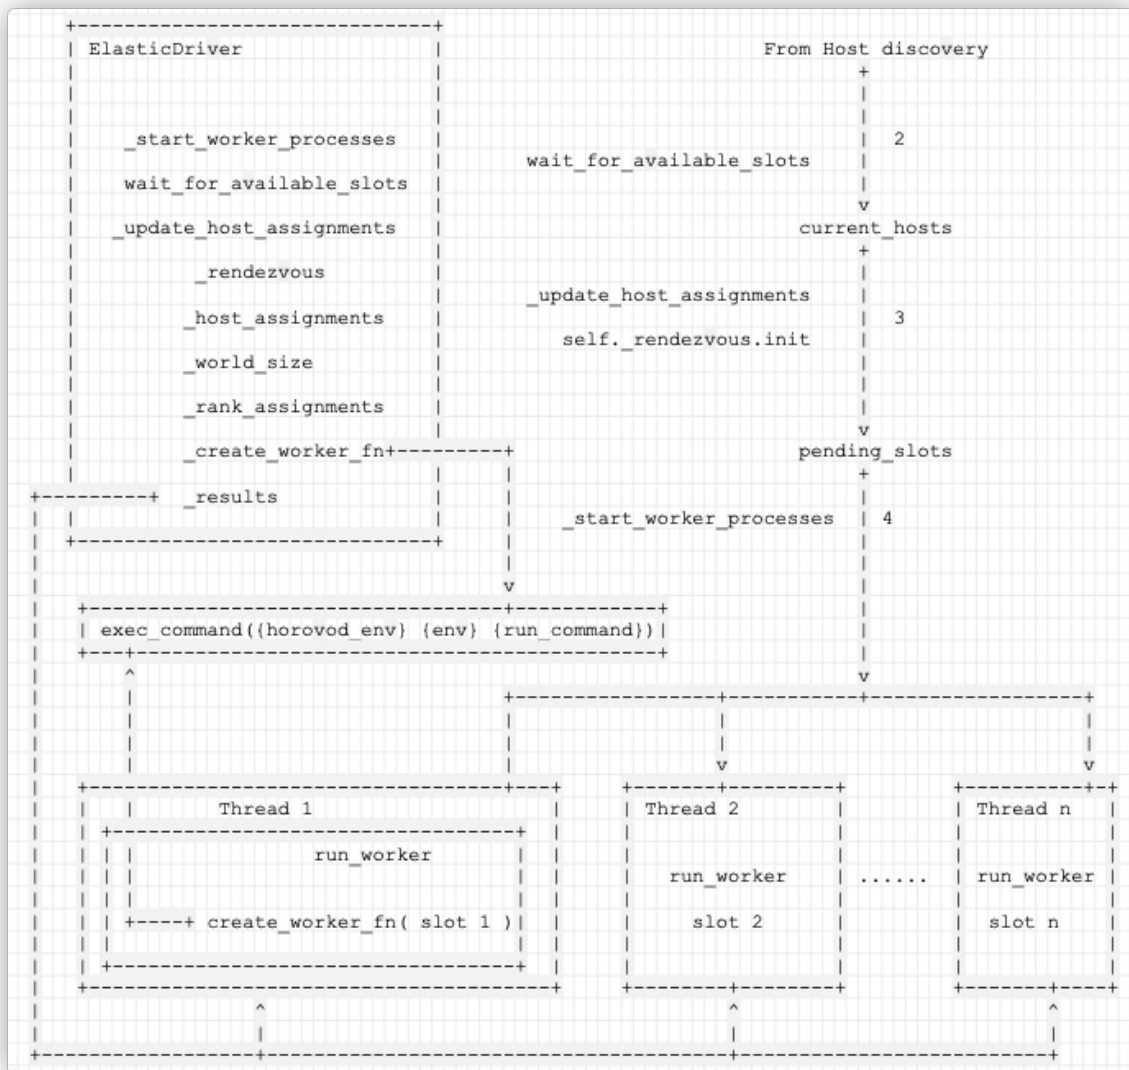 ElasticDriver
From Host discovery
_start_worker_processes
2
wait_for_available_slots
wait_for_available_slots
_update_host_assignments
current_hosts
_rendezvous
_update_host_assignments
_host_assignments
3
self._rendezvous.init
_world_size
_rank_assignments
_create_worker_fn
pending_slots
_results
_start_worker_processes
4
exec_command({horovod_env} {env} {run_command})
Thread 1
Thread 2
Thread n
run_worker
run_worker
......
run_worker
create_worker_fn( slot 1 )
slot 2
slot n